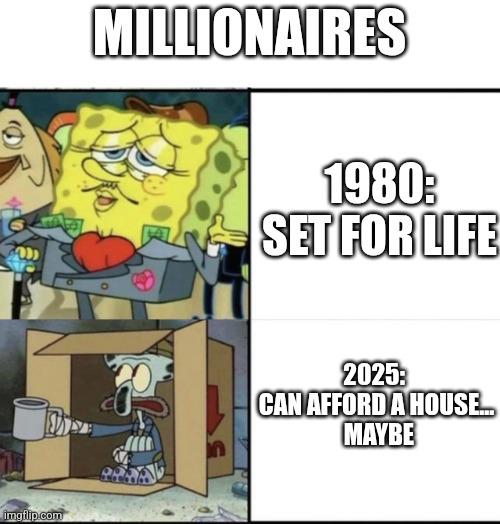 MILLIONAIRES
1980:
SET FOR LIFE
2025:
CAN AFFORD A HOUSE...
MAYBE
imgflip.com